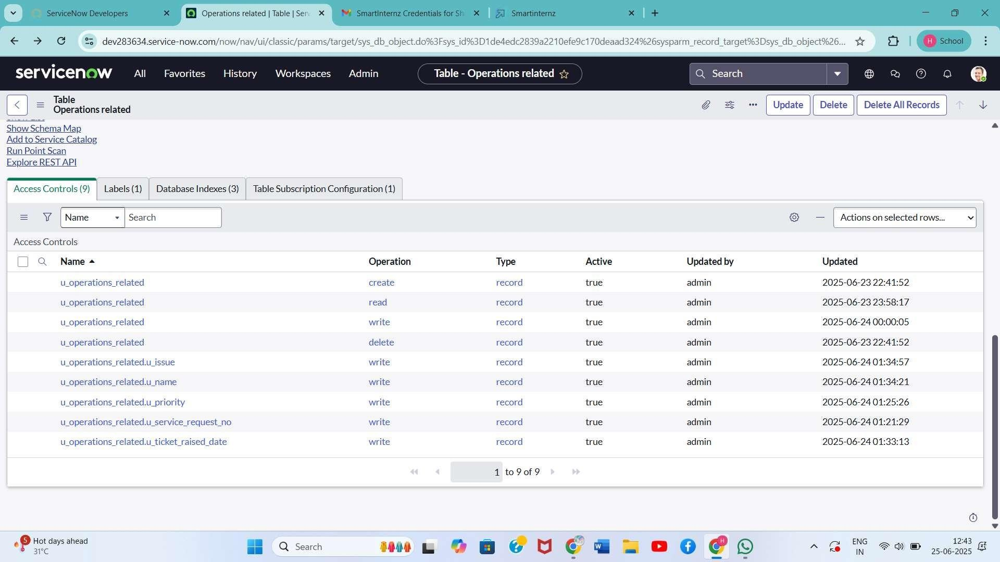 ServiceNow Developers
Operations related | Table | Serv
SmartInternz Credentials for Sh
Smartinternz
dev283634.service-now.com/now/nav/ui/classic/params/target/sys_db_object.do%3Fsys_id%3D1de4edc2839a2210efe9c170deaad324%26sysparm_record_target%3Dsys_db_object%26...
H School
servicenow All Favorites History Workspaces Admin
Table - Operations related
Search
Table
Operations related
Update Delete Delete All Records
Show Schema Map
Add to Service Catalog
Run Point Scan
Explore REST API
Access Controls (9) Labels (1) Database Indexes (3) Table Subscription Configuration (1)
Name Search Actions on selected rows...
Access Controls
Name Operation Type Active Updated by Updated
u_operations_related create record true admin 2025-06-23 22:41:52
u_operations_related read record true admin 2025-06-23 23:58:17
u_operations_related write record true admin 2025-06-24 00:00:05
u_operations_related delete record true admin 2025-06-23 22:41:52
u_operations_related.u_issue write record true admin 2025-06-24 01:34:57
u_operations_related.u_name write record true admin 2025-06-24 01:34:21
u_operations_related.u_priority write record true admin 2025-06-24 01:25:26
u_operations_related.u_service_request_no write record true admin 2025-06-24 01:21:29
u_operations_related.u_ticket_raised_date write record true admin 2025-06-24 01:33:13
1 to 9 of 9
5 Hot days ahead
31°C
Search
H
ENG
IN
12:43
25-06-2025